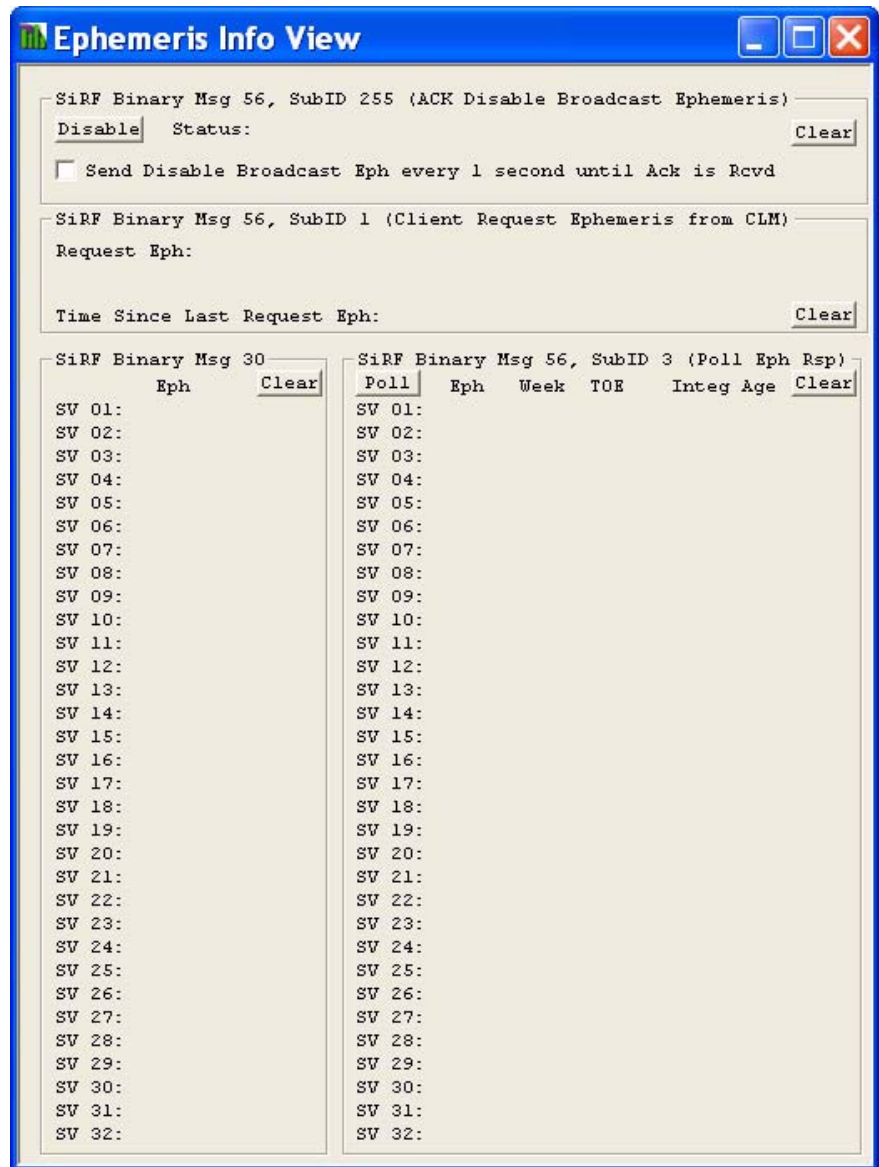 Ephemeris Info View
SiRF Binary Msg 56, SubID 255 (ACK Disable Broadcast Ephemeris)
Disable Status: Clear
Send Disable Broadcast Eph every 1 second until Ack is Rcvd
SiRF Binary Msg 56, SubID 1 (Client Request Ephemeris from CLM)
Request Eph:
Time Since Last Request Eph: Clear
SiRF Binary Msg 30
Eph Clear
SV 01:
SV 02:
SV 03:
SV 04:
SV 05:
SV 06:
SV 07:
SV 08:
SV 09:
SV 10:
SV 11:
SV 12:
SV 13:
SV 14:
SV 15:
SV 16:
SV 17:
SV 18:
SV 19:
SV 20:
SV 21:
SV 22:
SV 23:
SV 24:
SV 25:
SV 26:
SV 27:
SV 28:
SV 29:
SV 30:
SV 31:
SV 32:
SiRF Binary Msg 56, SubID 3 (Poll Eph Rsp)
Poll Eph Week TOE Integ Age Clear
SV 01:
SV 02:
SV 03:
SV 04:
SV 05:
SV 06:
SV 07:
SV 08:
SV 09:
SV 10:
SV 11:
SV 12:
SV 13:
SV 14:
SV 15:
SV 16:
SV 17:
SV 18:
SV 19:
SV 20:
SV 21:
SV 22:
SV 23:
SV 24:
SV 25:
SV 26:
SV 27:
SV 28:
SV 29:
SV 30:
SV 31:
SV 32: